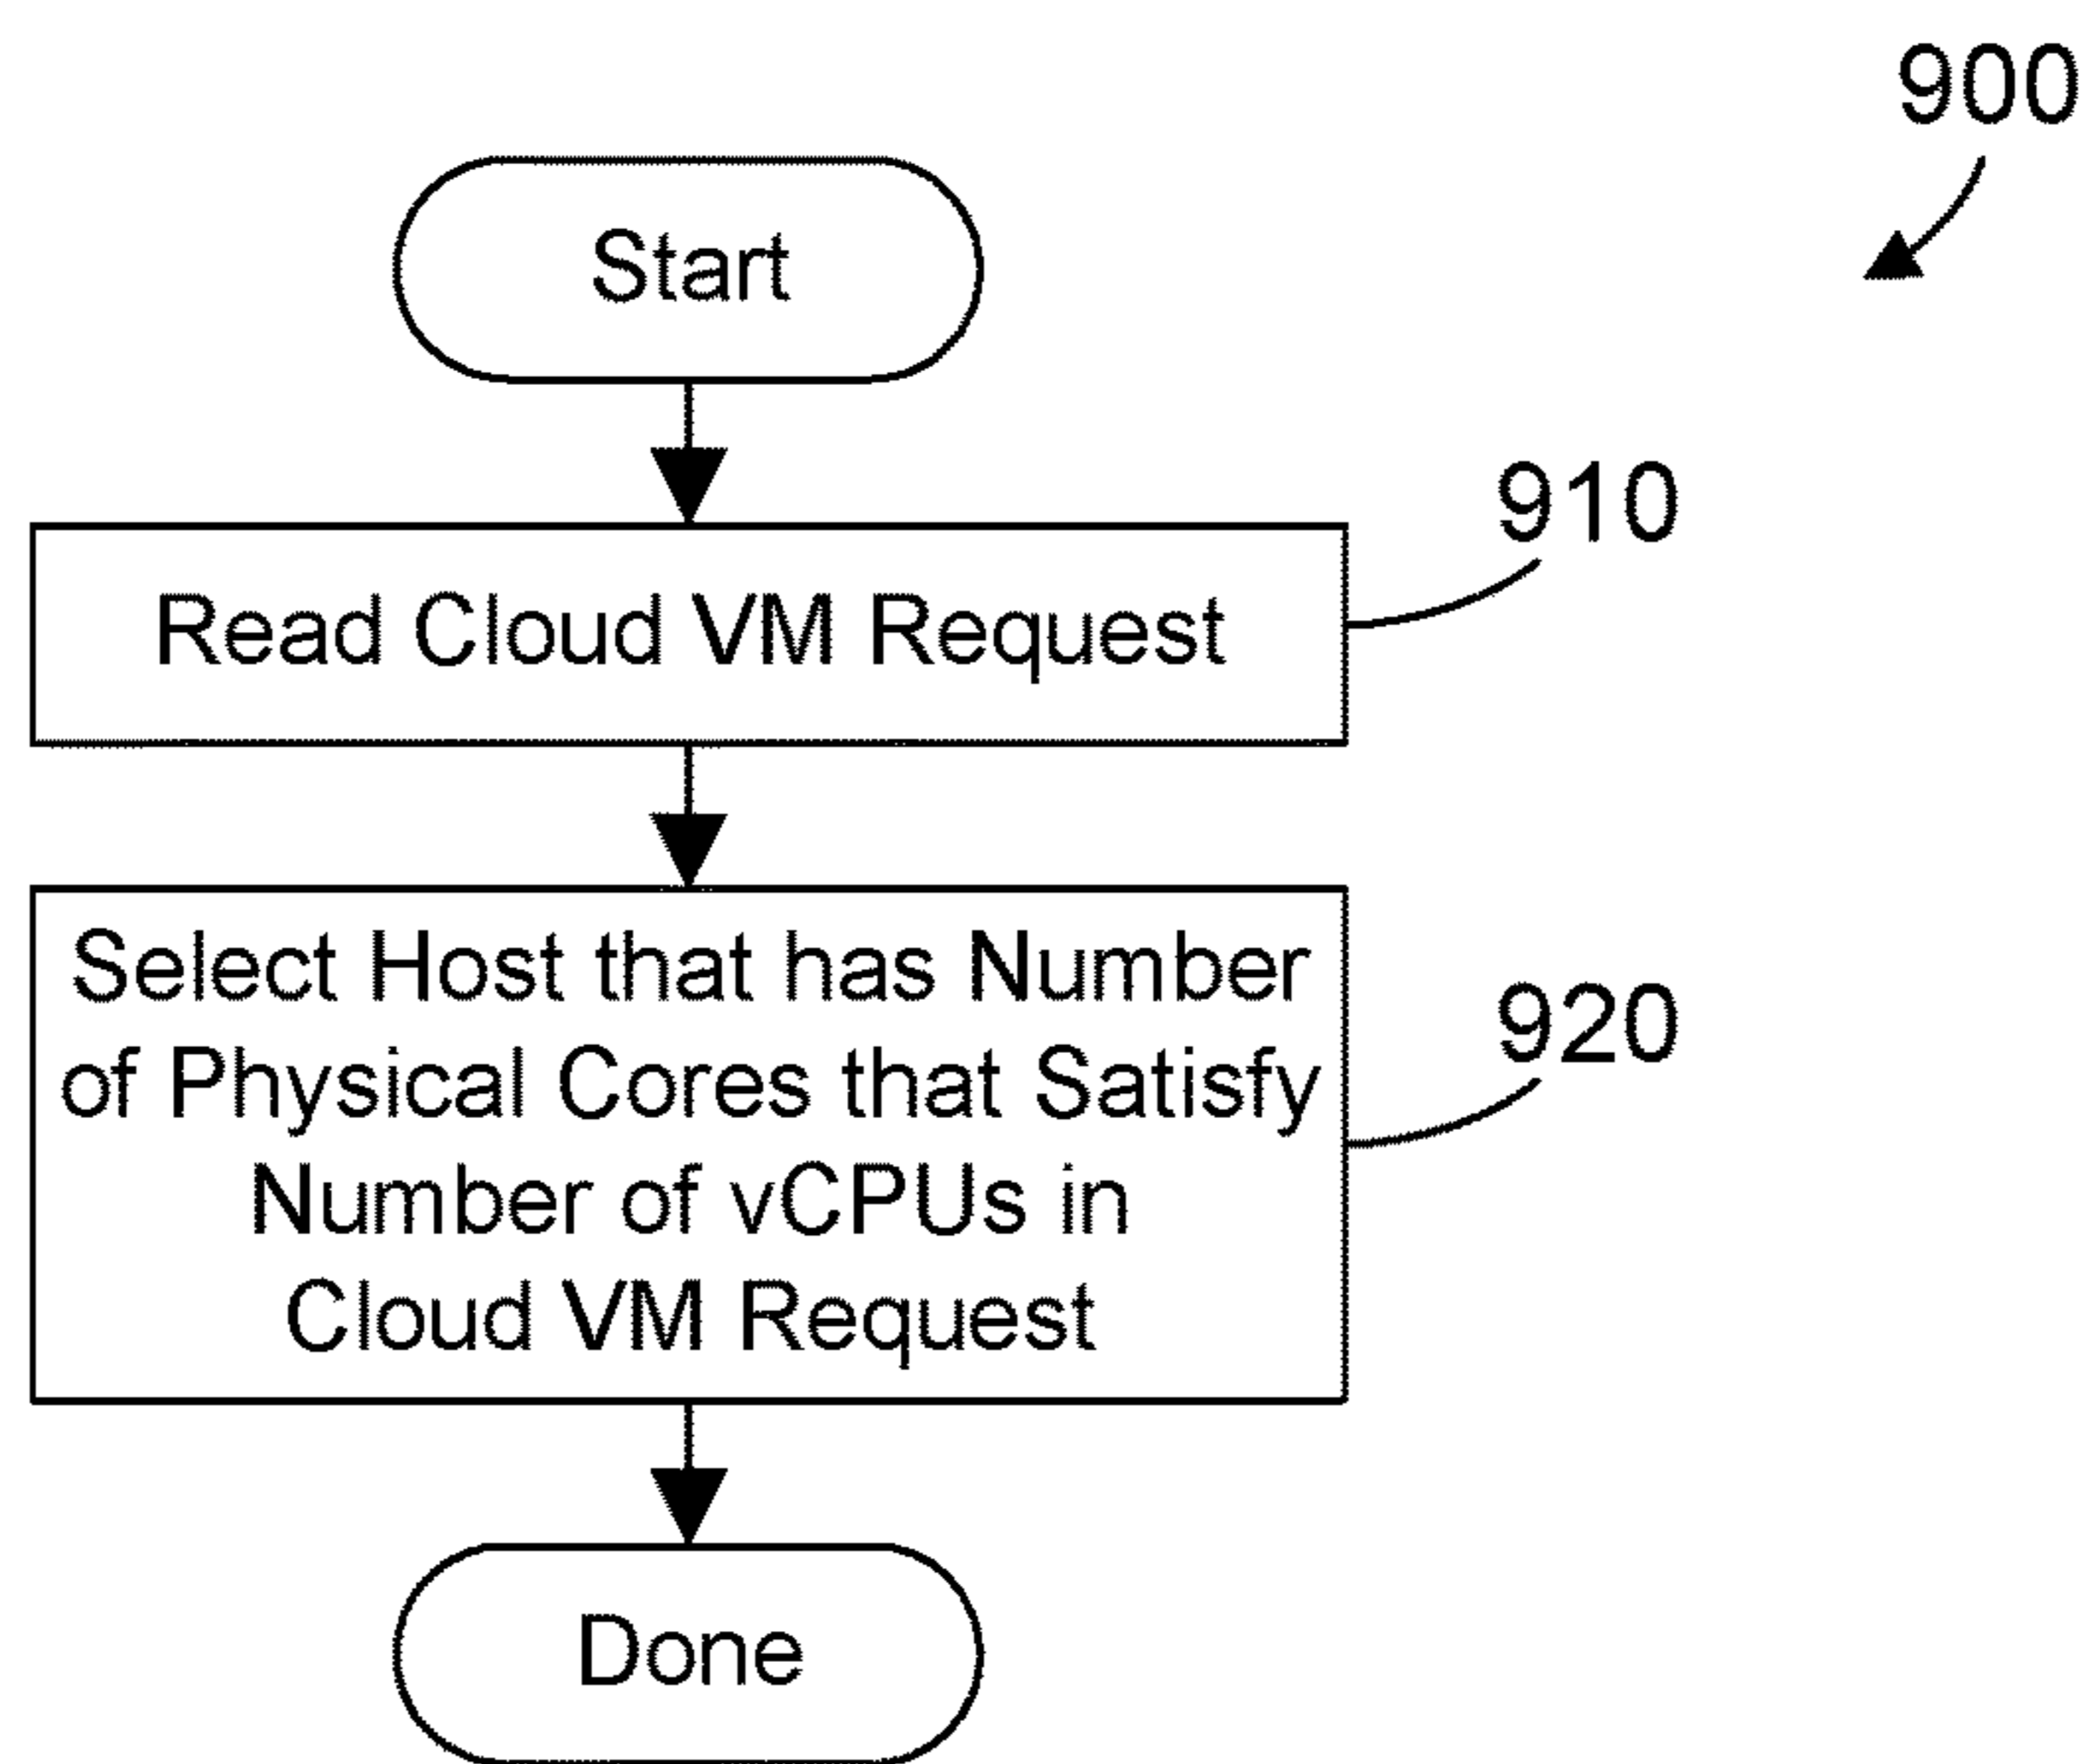 900
Start
910
Read Cloud VM Request
Select Host that has Number
of Physical Cores that Satisfy
Number of vCPUs in
Cloud VM Request
920
Done